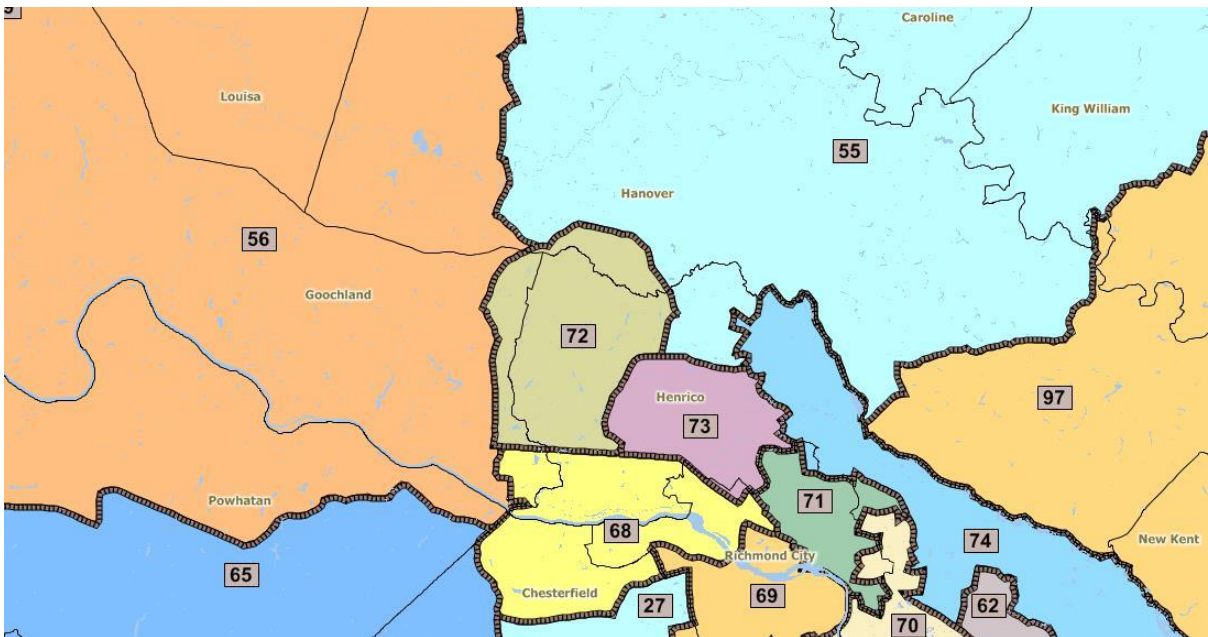 Caroline
Louisa
King William
55
Hanover
56
Goochland
72
Henrico
97
73
Powhatan
71
68
New Kent
74
Richmond City
65
Chesterfield
69
27
62
70